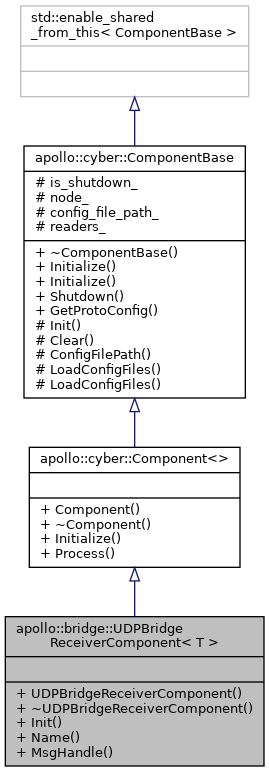 std::enable_shared
_from_this< ComponentBase >
apollo::cyber::ComponentBase
# is_shutdown_
# node_
# config_file_path_
# readers_
+ ~ComponentBase()
+ Initialize()
+ Initialize()
+ Shutdown()
+ GetProtoConfig()
# Init()
# Clear()
# ConfigFilePath()
# LoadConfigFiles()
# LoadConfigFiles()
apollo::cyber::Component<>
+ Component()
+ ~Component()
+ Initialize()
+ Process()
apollo::bridge::UDPBridge
ReceiverComponent< T >
+ UDPBridgeReceiverComponent()
+ ~UDPBridgeReceiverComponent()
+ Init()
+ Name()
+ MsgHandle()